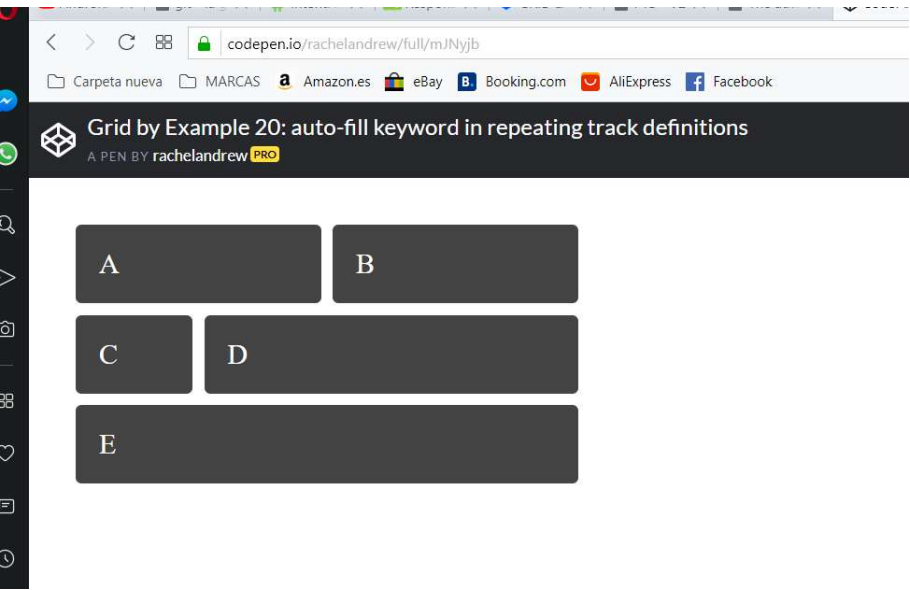 codepen.io/rachelandrew/full/mJNyjb
Carpeta nueva MARCAS a Amazon.es eBay B. Booking.com AliExpress f Facebook
Grid by Example 20: auto-fill keyword in repeating track definitions
A PEN BY rachelandrew PRO
A B
C D
E